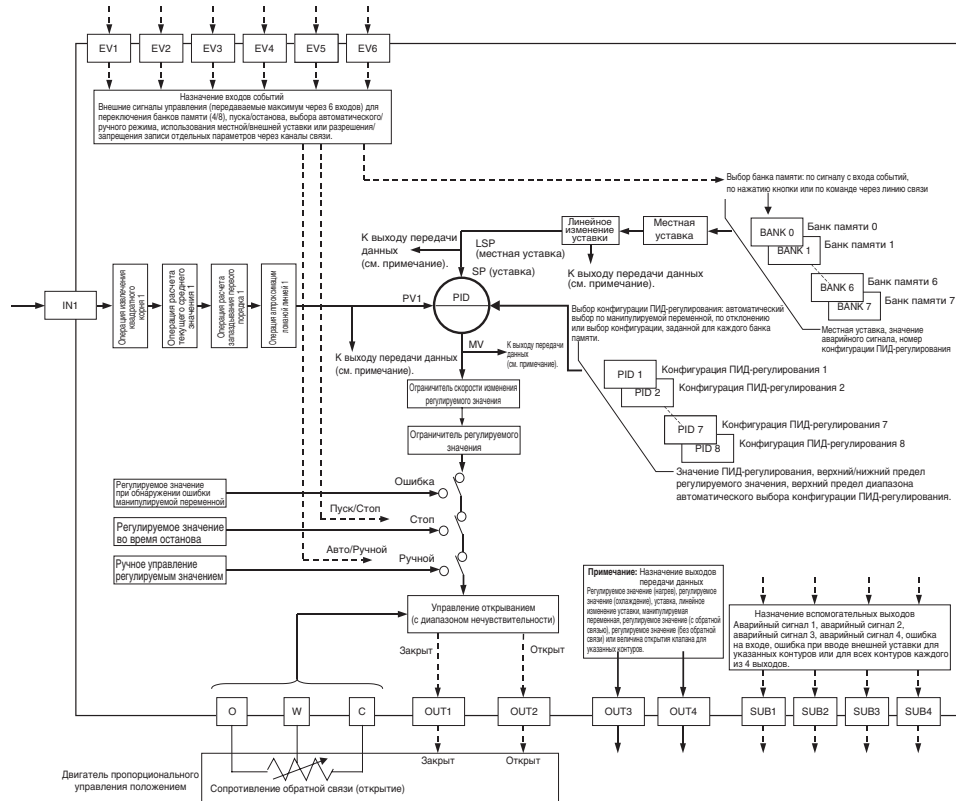 EV1 EV2 EV3 EV4 EV5 EV6
Назначение входов событий
Внешние сигналы управления (передаваемые максимум через 6 входов) для
переключения банков памяти (4/8), пуска/останова, выбора автоматического/
ручного режима, использования местной/внешней уставки или разрешения/
запрещения записи отдельных параметров через каналы связи.
Выбор банка памяти: по сигналу с входа событий,
по нажатию кнопки или по команде через линию связи
BANK 0
Банк памяти 0
BANK 1
Банк памяти 1
BANK 6
Банк памяти 6
BANK 7
Банк памяти 7
Местная уставка, значение
аварийного сигнала, номер
конфигурации ПИД-регулирования
Местная
уставка
Линейное
изменение
уставки
К выходу передачи данных
(см. примечание).
LSP
(местная уставка)
SP (уставка)
К выходу передачи
данных
(см. примечание).
IN1
Операция извлечения
квадратного
корня 1
Операция расчета
текущего среднего
значения 1
Операция расчета
запаздывания первого
порядка 1
Операция аппроксимации
ломаной линией 1
PV1
PID
К выходу передачи данных
(см. примечание).
MV
К выходу передачи
данных
(см. примечание).
Выбор конфигурации ПИД-регулирования: автоматический
выбор по манипулируемой переменной, по отклонению
или выбор конфигурации, заданной для каждого банка
памяти.
PID 1
Конфигурация ПИД-регулирования 1
PID 2
Конфигурация ПИД-регулирования 2
PID 7
Конфигурация ПИД-регулирования 7
PID 8
Конфигурация ПИД-регулирования 8
Значение ПИД-регулирования, верхний/нижний предел
регулируемого значения, верхний предел диапазона
автоматического выбора конфигурации ПИД-регулирования.
Ограничитель скорости изменения
регулируемого значения
Ограничитель регулируемого
значения
Регулируемое значение
при обнаружении ошибки
манипулируемой переменной
Ошибка
Пуск/Стоп
Регулируемое значение
во время останова
Стоп
Авто/Ручной
Ручное управление
регулируемым значением
Ручной
Управление открыванием
(с диапазоном нечувствительности)
Закрыт
Открыт
Примечание: Назначение выходов
передачи данных
Регулируемое значение (нагрев), регулируемое
значение (охлаждение), уставка, линейное
изменение уставки, манипулируемая
переменная, регулируемое значение (с обратной
связью), регулируемое значение (без обратной
связи) или величина открытия клапана для
указанных контуров.
Назначение вспомогательных выходов
Аварийный сигнал 1, аварийный сигнал 2,
аварийный сигнал 3, аварийный сигнал 4, ошибка
на входе, ошибка при вводе внешней уставки для
указанных контуров или для всех контуров каждого
из 4 выходов.
O W C OUT1 OUT2 OUT3 OUT4 SUB1 SUB2 SUB3 SUB4
Закрыт
Открыт
Двигатель пропорционального
управления положением
Сопротивление обратной связи (открытие)